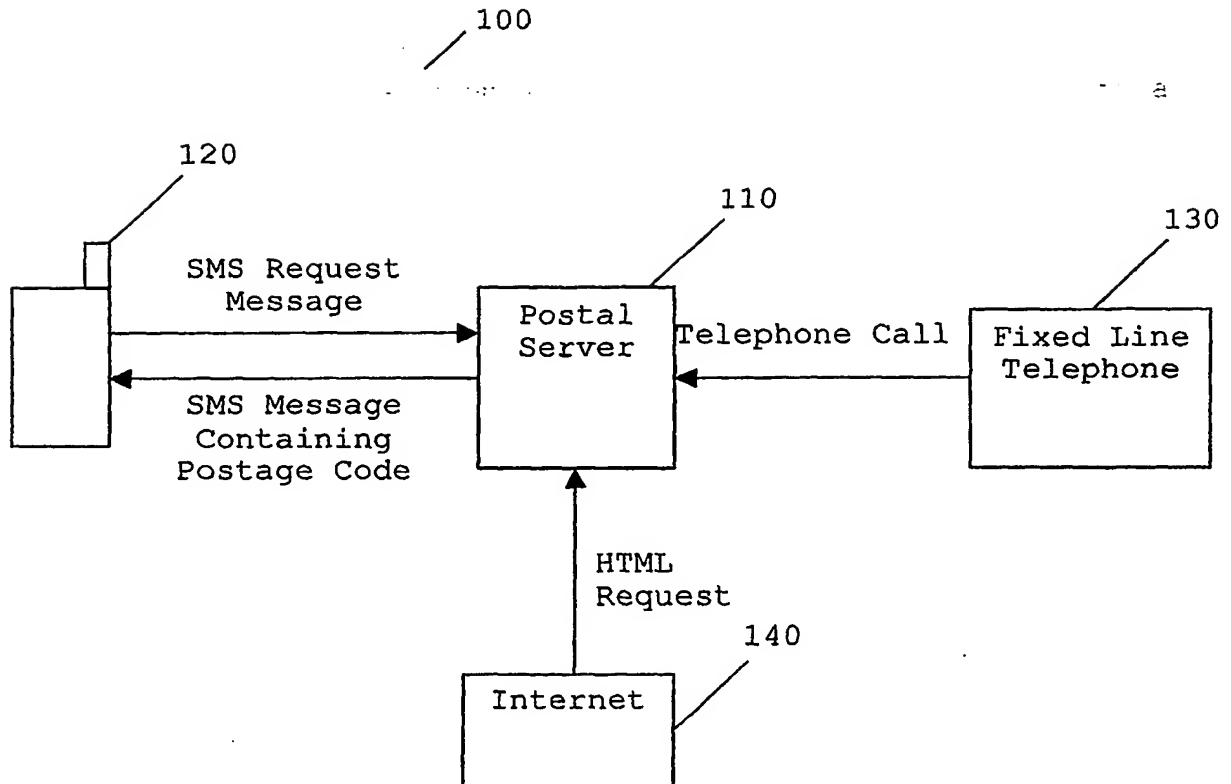 100
120
110
130
SMS Request
Message
Postal
Server
Telephone Call
Fixed Line
Telephone
SMS Message
Containing
Postage Code
HTML
Request
140
Internet